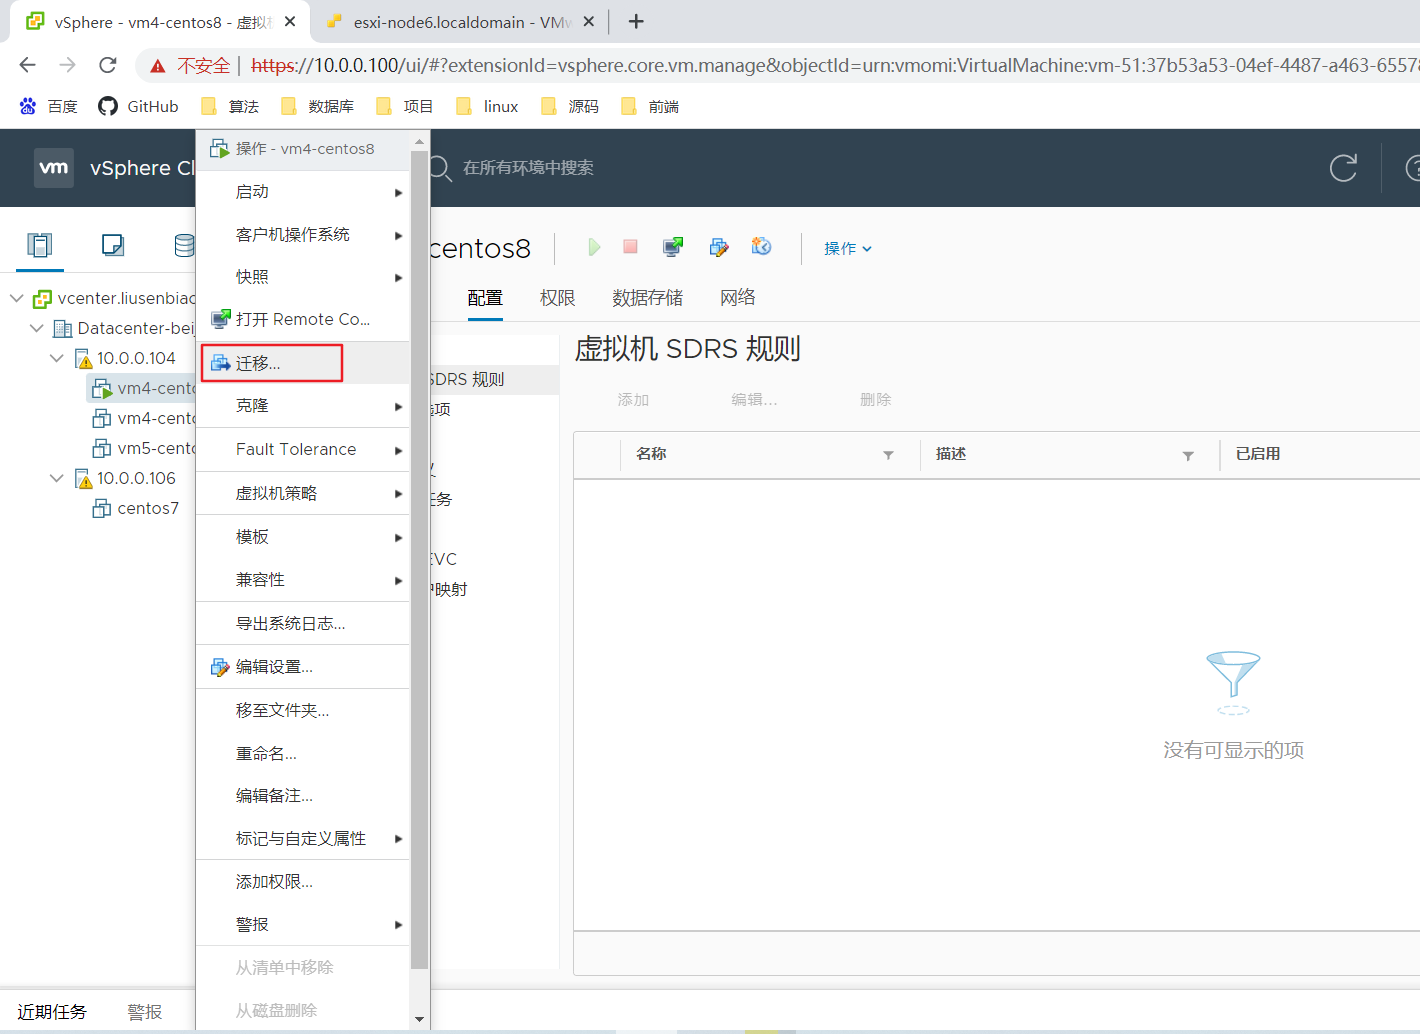 vSphere - vm4-centos8 - 虚拟
esxi-node6.localdomain - VMw
不安全 | https://10.0.0.100/ui/#?extensionId=vsphere.core.vm.manage&objectId=urn:vmomi:VirtualMachine:vm-51:37b53a53-04ef-4487-a463-65578
百度 GitHub 算法 数据库 项目 linux 源码 前端
vm vSphere Cl
在所有环境中搜索
操作 - vm4-centos8
启动
客户机操作系统
快照
打开 Remote Co...
迁移...
克隆
Fault Tolerance
虚拟机策略
模板
兼容性
导出系统日志...
编辑设置...
移至文件夹...
重命名...
编辑备注...
标记与自定义属性
添加权限...
警报
从清单中移除
从磁盘删除
vcenter.liusenbiao
Datacenter-beij
10.0.0.104
vm4-cento
vm4-cento
vm5-cento
10.0.0.106
centos7
centos8
操作
配置 权限 数据存储 网络
SDRS 规则
选项
任务
EVC
映射
虚拟机 SDRS 规则
添加 编辑... 删除
名称 描述 已启用
没有可显示的项
近期任务 警报